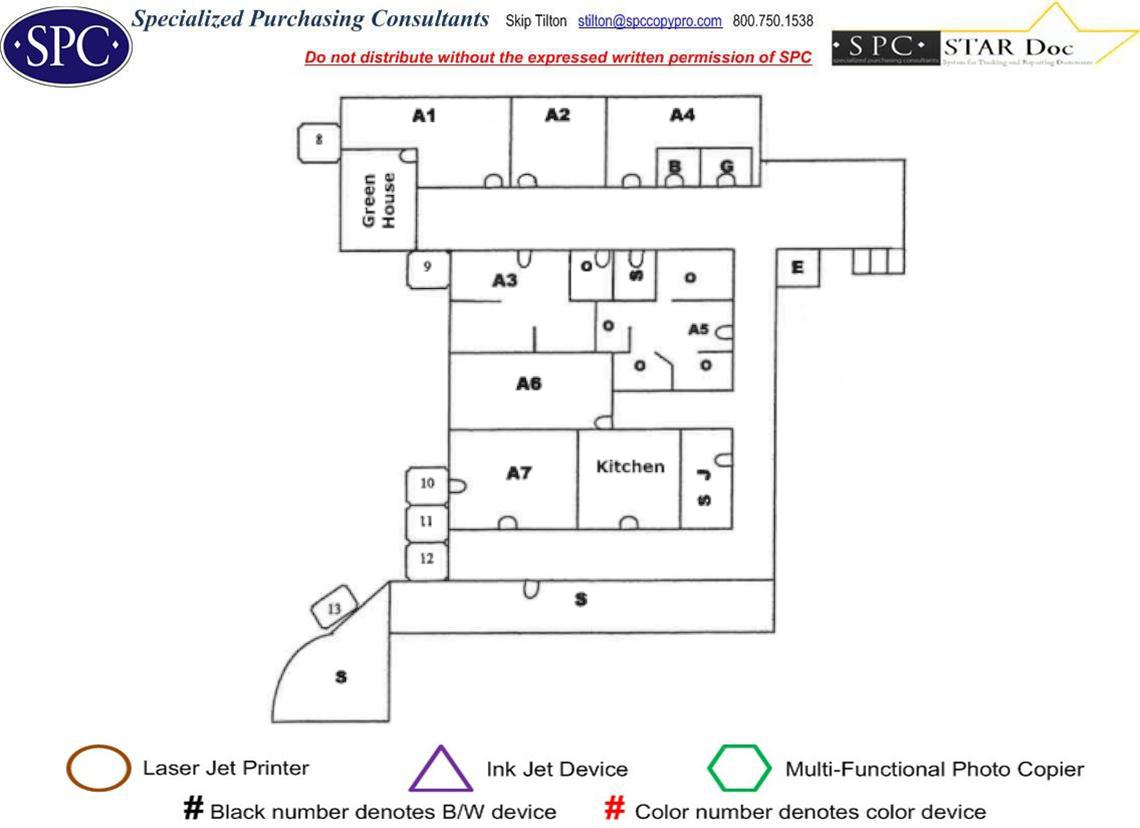 SPC
Specialized Purchasing Consultants Skip Tilton stilton@spccopypro.com 800.750.1538
Do not distribute without the expressed written permission of SPC
· S P C · STAR Doc
specialized purchasing consultants System for Tracking and Reporting Documents
A1 A2 A4
8
B G
Green
House
9 A3 O S O E
O A5
O O
A6
A7 Kitchen J
S
10
11
12
13
S
S
Laser Jet Printer Ink Jet Device Multi-Functional Photo Copier
# Black number denotes B/W device # Color number denotes color device